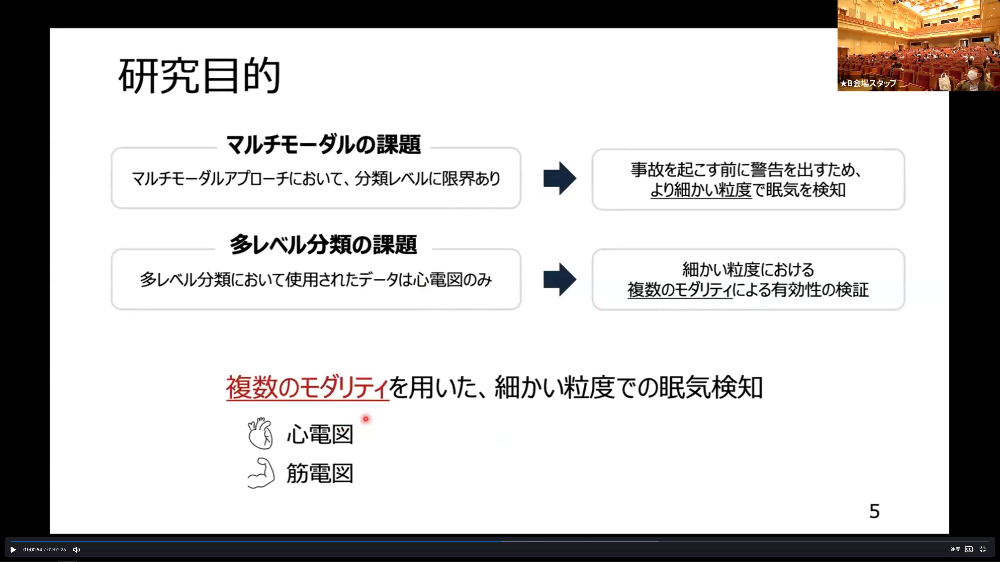 ★B会場スタッフ
研究目的
マルチモーダルの課題
マルチモーダルアプローチにおいて、分類レベルに限界あり
事故を起こす前に警告を出すため、
より細かい粒度で眠気を検知
多レベル分類の課題
多レベル分類において使用されたデータは心電図のみ
細かい粒度における
複数のモダリティによる有効性の検証
複数のモダリティを用いた、細かい粒度での眠気検知
心電図
筋電図
5
01:00:54 / 02:01:26
速度
CC